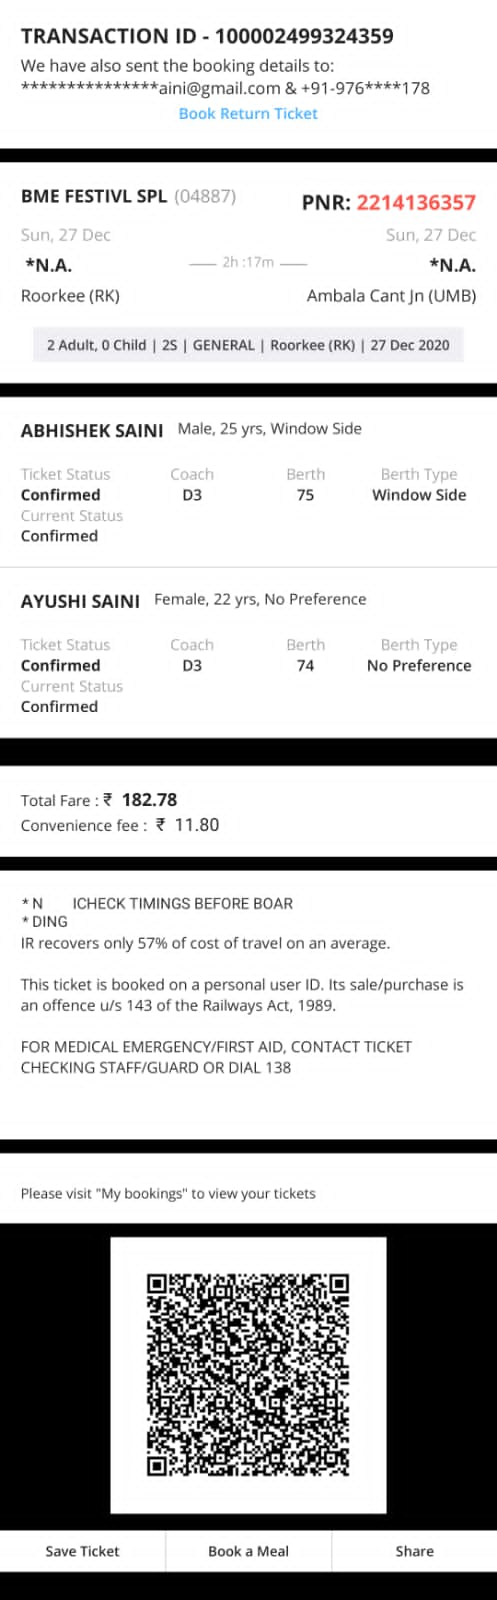 TRANSACTION ID - 100002499324359
We have also sent the booking details to:
***************aini@gmail.com & +91-976****178
Book Return Ticket
BME FESTIVL SPL (04887) PNR: 2214136357
Sun, 27 Dec Sun, 27 Dec
*N.A. 2h :17m *N.A.
Roorkee (RK) Ambala Cant Jn (UMB)
2 Adult, 0 Child | 2S | GENERAL | Roorkee (RK) | 27 Dec 2020
ABHISHEK SAINI Male, 25 yrs, Window Side
Ticket Status Coach Berth Berth Type
Confirmed D3 75 Window Side
Current Status
Confirmed
AYUSHI SAINI Female, 22 yrs, No Preference
Ticket Status Coach Berth Berth Type
Confirmed D3 74 No Preference
Current Status
Confirmed
Total Fare : ₹ 182.78
Convenience fee : ₹ 11.80
* N ICHECK TIMINGS BEFORE BOAR
* DING
IR recovers only 57% of cost of travel on an average.
This ticket is booked on a personal user ID. Its sale/purchase is
an offence u/s 143 of the Railways Act, 1989.
FOR MEDICAL EMERGENCY/FIRST AID, CONTACT TICKET
CHECKING STAFF/GUARD OR DIAL 138
Please visit "My bookings" to view your tickets
Save Ticket Book a Meal Share